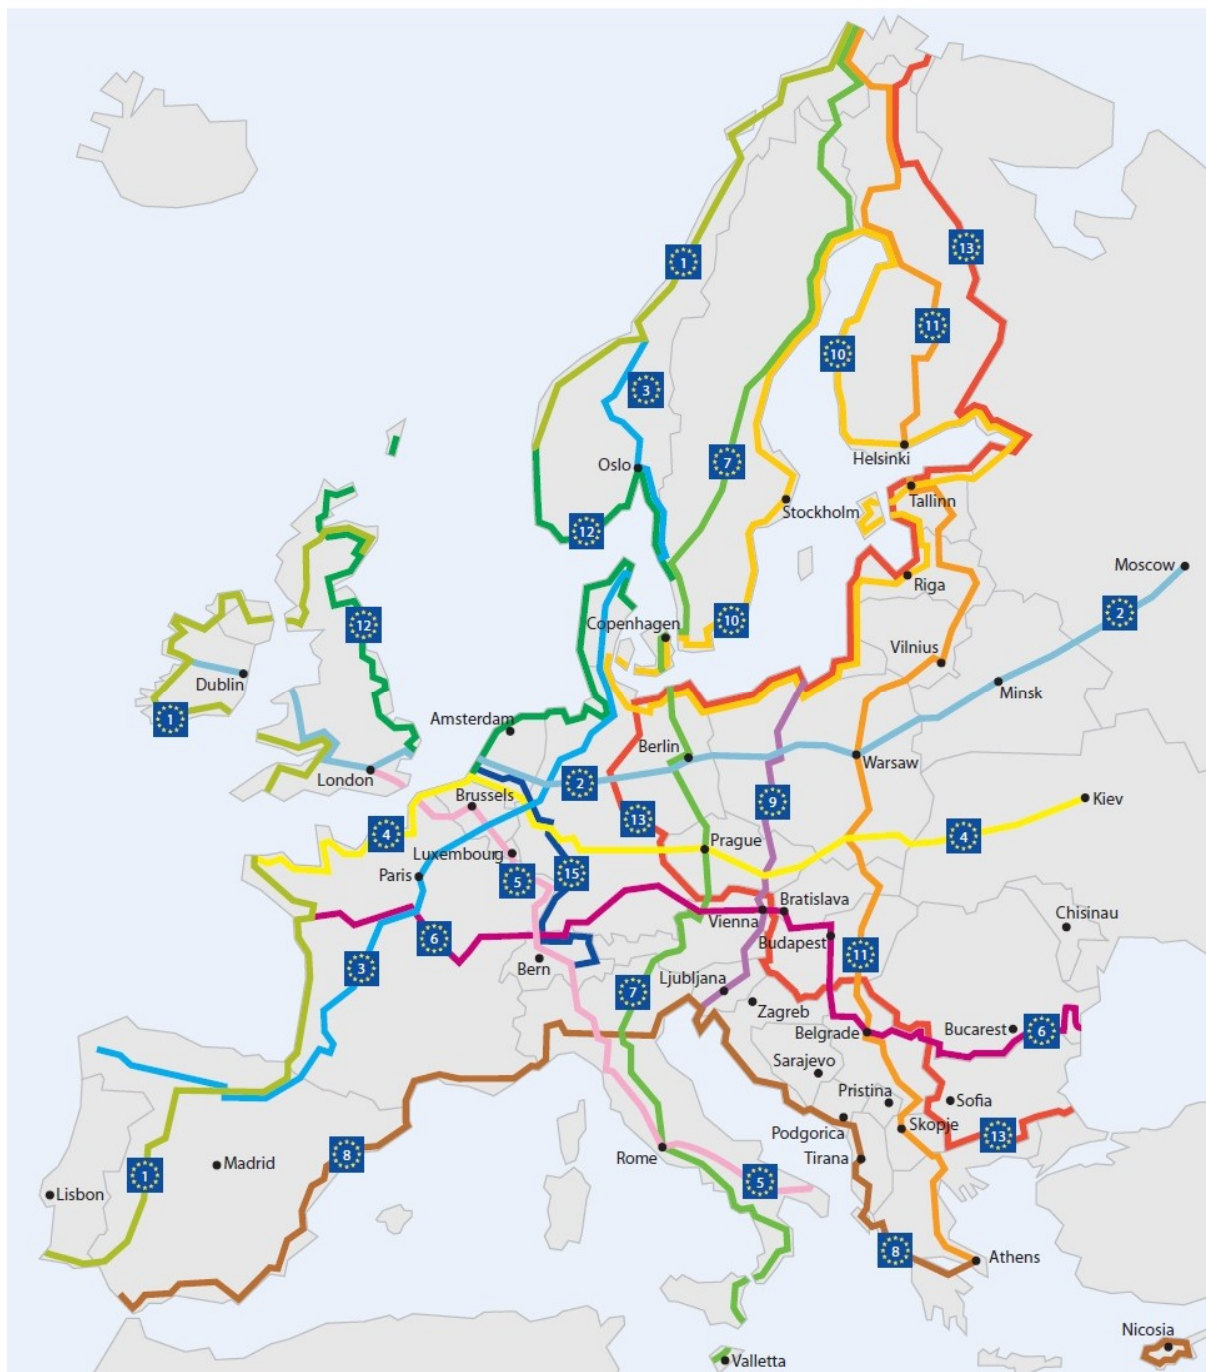 1
13
11
10
3
Helsinki
Oslo
7
Tallinn
Stockholm
12
Moscow
Riga
2
12
10
Copenhagen
Vilnius
Dublin
Minsk
1
Amsterdam
Berlin
Warsaw
London
2
Brussels
9
Kiev
13
4
4
Prague
Luxembourg
Paris
5
15
Bratislava
Vienna
Chisinau
6
Budapest
11
3
Bern
Ljubljana
7
Zagreb
Belgrade
Bucarest
6
Sarajevo
Pristina
Sofia
Podgorica
Skopje
13
8
Rome
Tirana
Madrid
1
5
Lisbon
8
Athens
Nicosia
Valletta